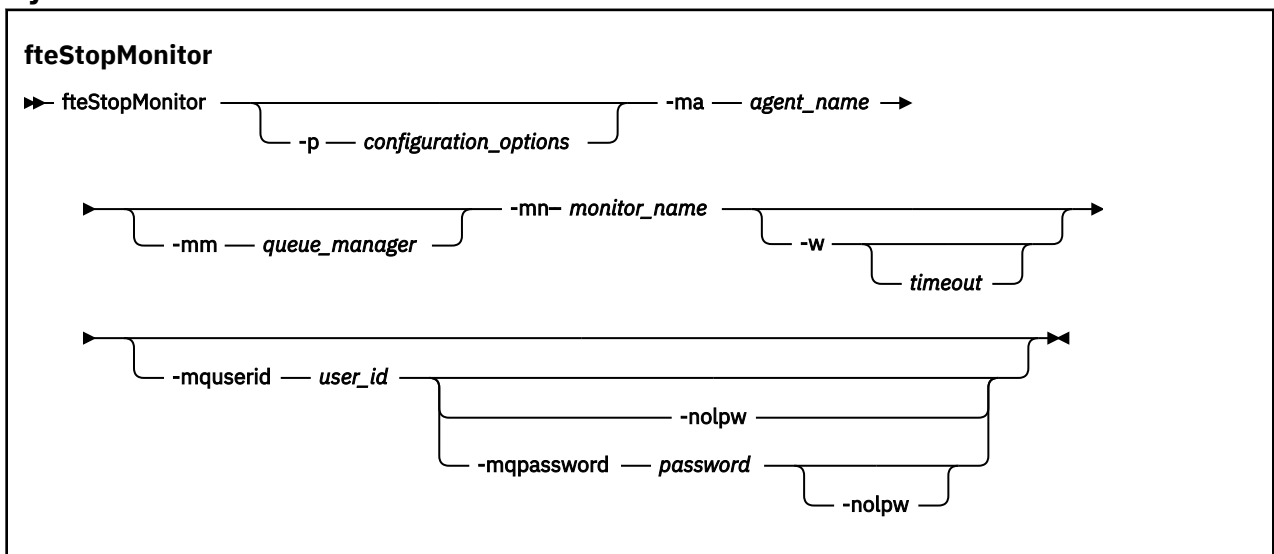 fteStopMonitor
fteStopMonitor -ma agent_name
-p configuration_options
-mn monitor_name
-mm queue_manager -w
timeout
-mquserid user_id
-nolpw
-mqpassword password
-nolpw